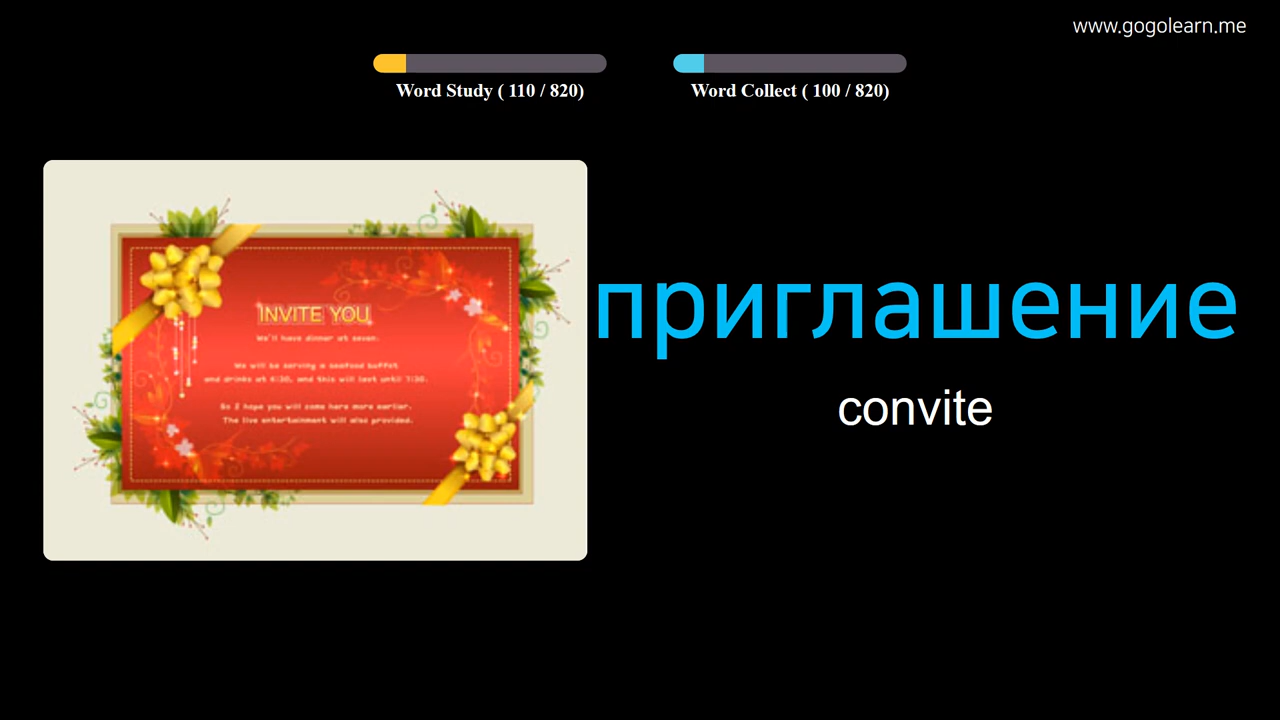 www.gogolearn.me
Word Study ( 110 / 820)
Word Collect ( 100 / 820)
INVITE YOU
We'll have dinner at seven.
We will be serving a seafood buffet
and drinks at 6:30, and this will last until 7:30.
So I hope you will come here more earlier.
The live entertainment will also provided.
приглашение
convite